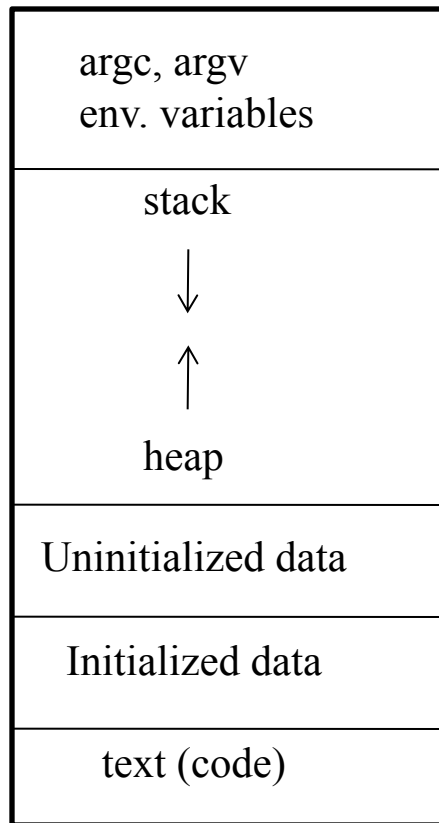 argc, argv
env. variables
stack
heap
Uninitialized data
Initialized data
text (code)